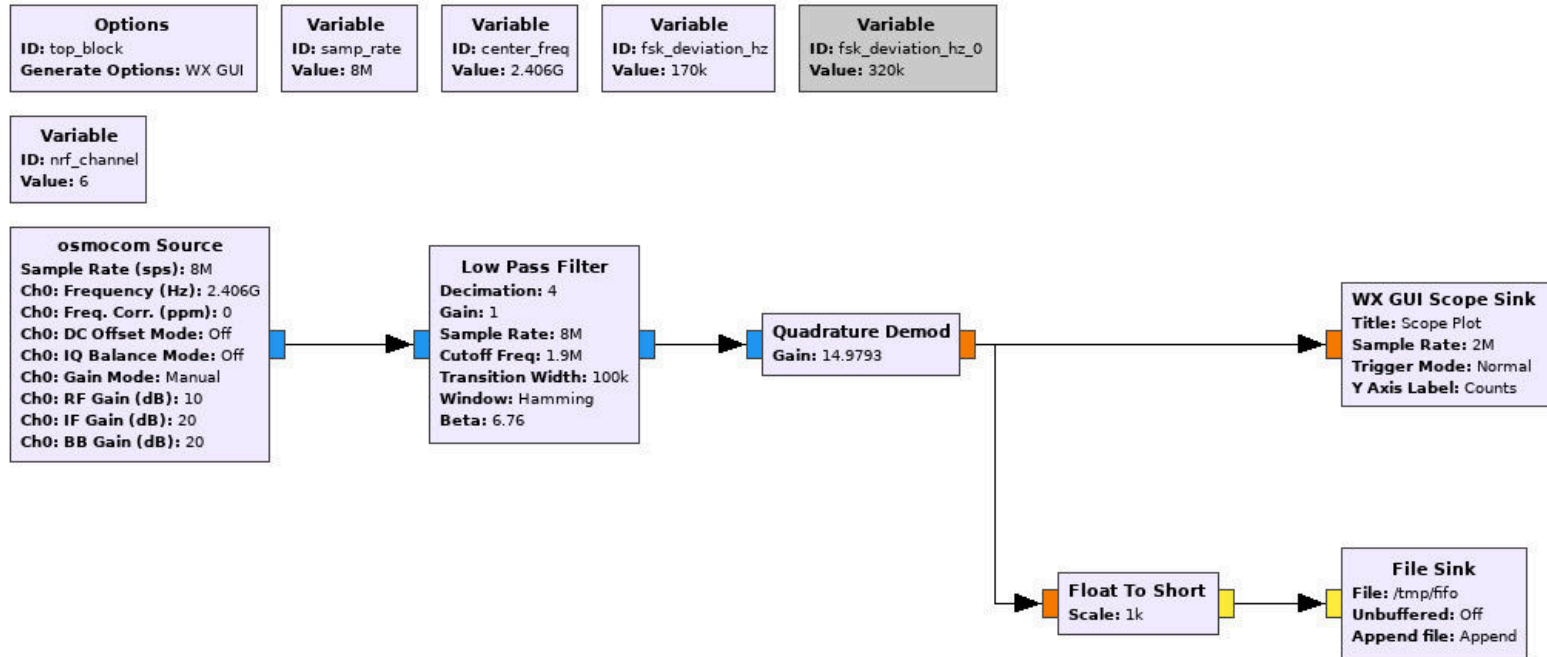 Options
ID: top_block
Generate Options: WX GUI
Variable
ID: samp_rate
Value: 8M
Variable
ID: center_freq
Value: 2.406G
Variable
ID: fsk_deviation_hz
Value: 170k
Variable
ID: fsk_deviation_hz_0
Value: 320k
Variable
ID: nrf_channel
Value: 6
osmocom Source
Sample Rate (sps): 8M
Ch0: Frequency (Hz): 2.406G
Ch0: Freq. Corr. (ppm): 0
Ch0: DC Offset Mode: Off
Ch0: IQ Balance Mode: Off
Ch0: Gain Mode: Manual
Ch0: RF Gain (dB): 10
Ch0: IF Gain (dB): 20
Ch0: BB Gain (dB): 20
Low Pass Filter
Decimation: 4
Gain: 1
Sample Rate: 8M
Cutoff Freq: 1.9M
Transition Width: 100k
Window: Hamming
Beta: 6.76
Quadrature Demod
Gain: 14.9793
WX GUI Scope Sink
Title: Scope Plot
Sample Rate: 2M
Trigger Mode: Normal
Y Axis Label: Counts
Float To Short
Scale: 1k
File Sink
File: /tmp/fifo
Unbuffered: Off
Append file: Append